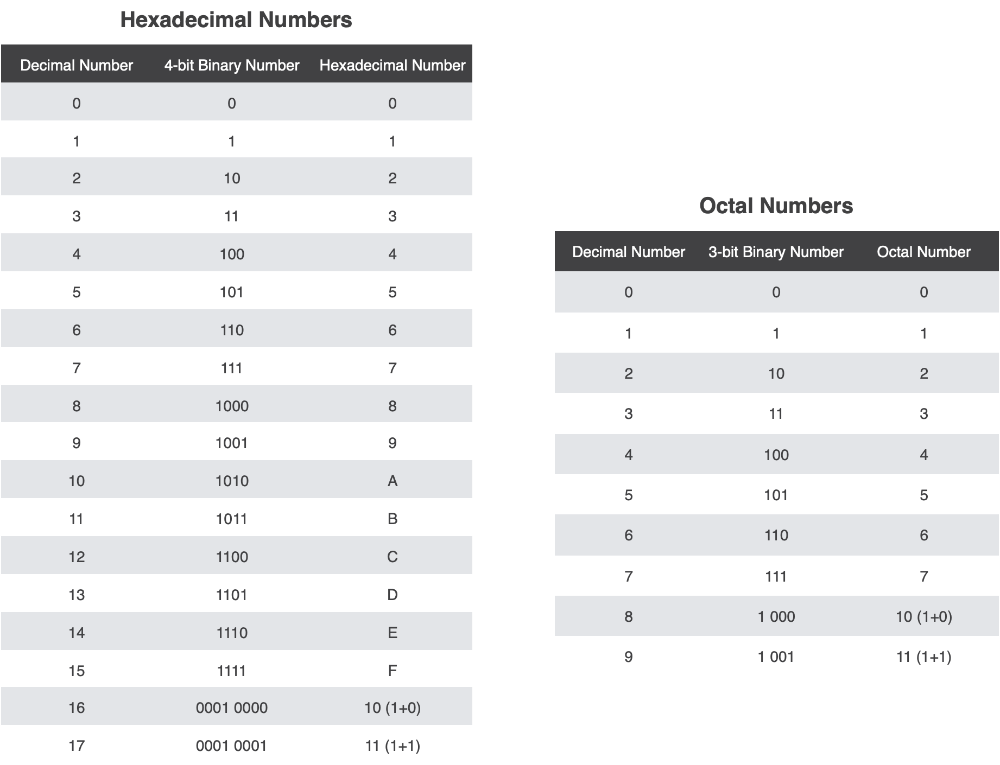 Hexadecimal Numbers
Decimal Number 4-bit Binary Number Hexadecimal Number
0 0 0
1 1 1
2 10 2
3 11 3
4 100 4
5 101 5
6 110 6
7 111 7
8 1000 8
9 1001 9
10 1010 A
11 1011 B
12 1100 C
13 1101 D
14 1110 E
15 1111 F
16 0001 0000 10 (1+0)
17 0001 0001 11 (1+1)
Octal Numbers
Decimal Number 3-bit Binary Number Octal Number
0 0 0
1 1 1
2 10 2
3 11 3
4 100 4
5 101 5
6 110 6
7 111 7
8 1 000 10 (1+0)
9 1 001 11 (1+1)